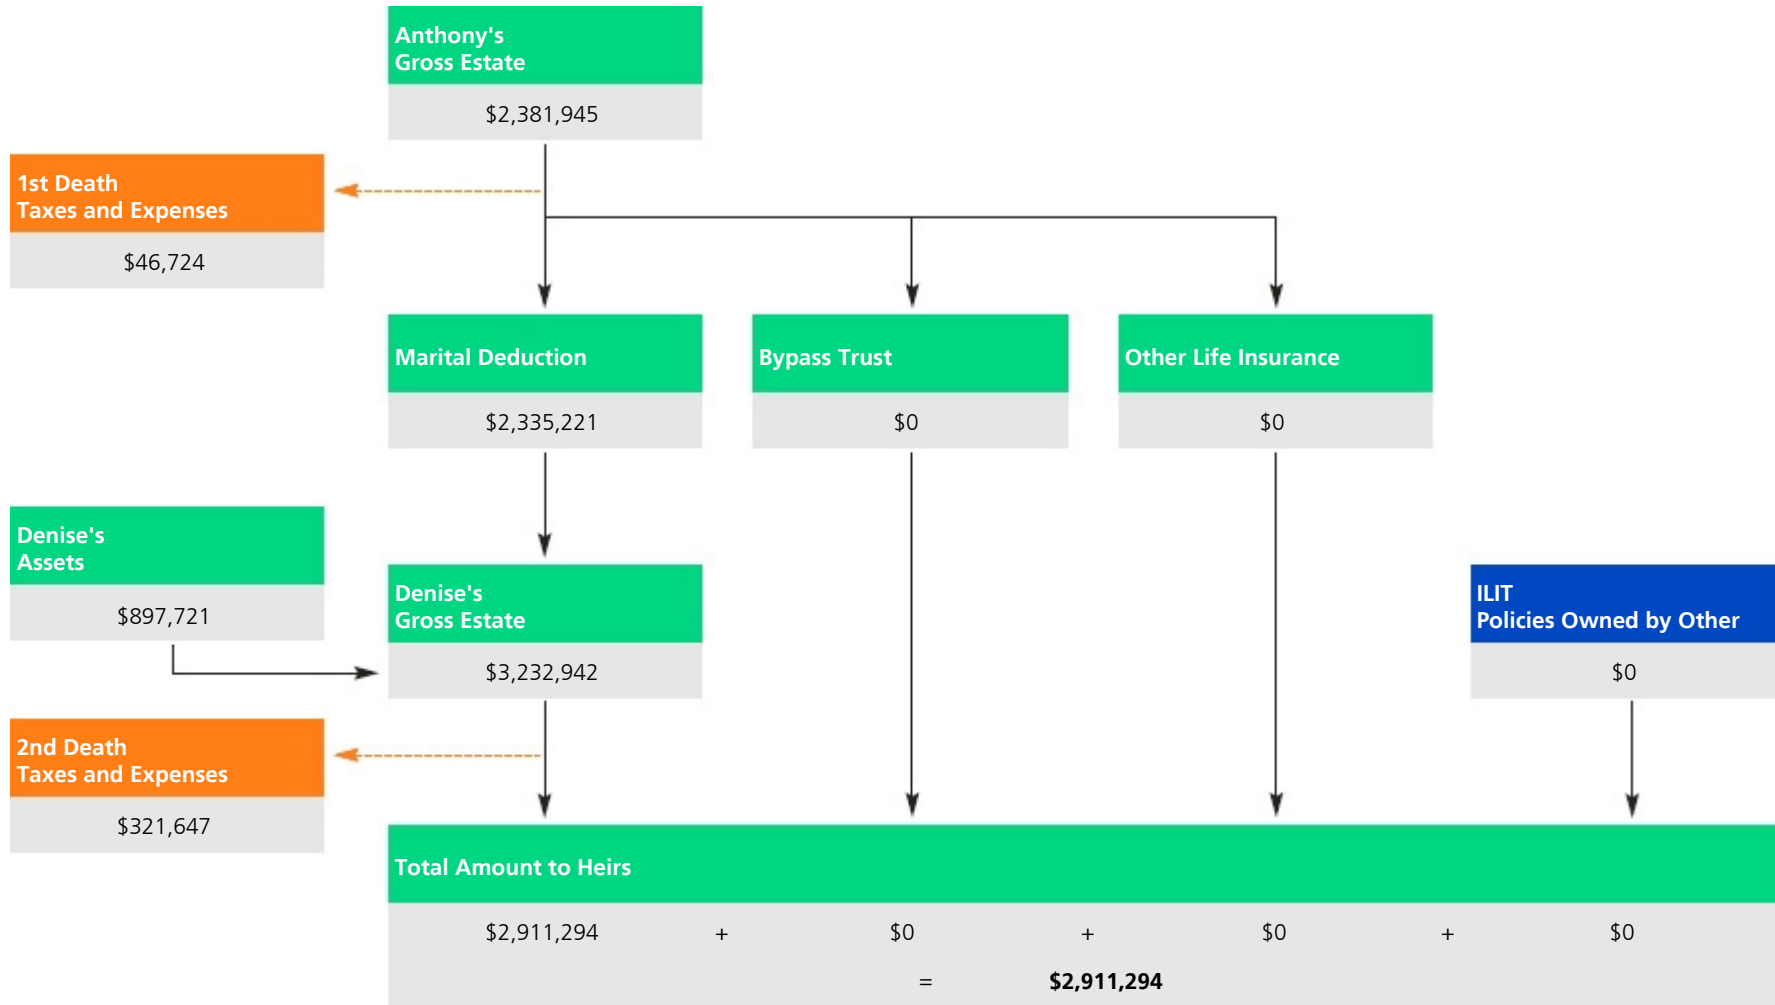 Anthony's
Gross Estate
$2,381,945
1st Death
Taxes and Expenses
$46,724
Marital Deduction
$2,335,221
Bypass Trust
$0
Other Life Insurance
$0
Denise's
Assets
$897,721
Denise's
Gross Estate
$3,232,942
ILIT
Policies Owned by Other
$0
2nd Death
Taxes and Expenses
$321,647
Total Amount to Heirs
$2,911,294 + $0 + $0 + $0
= $2,911,294